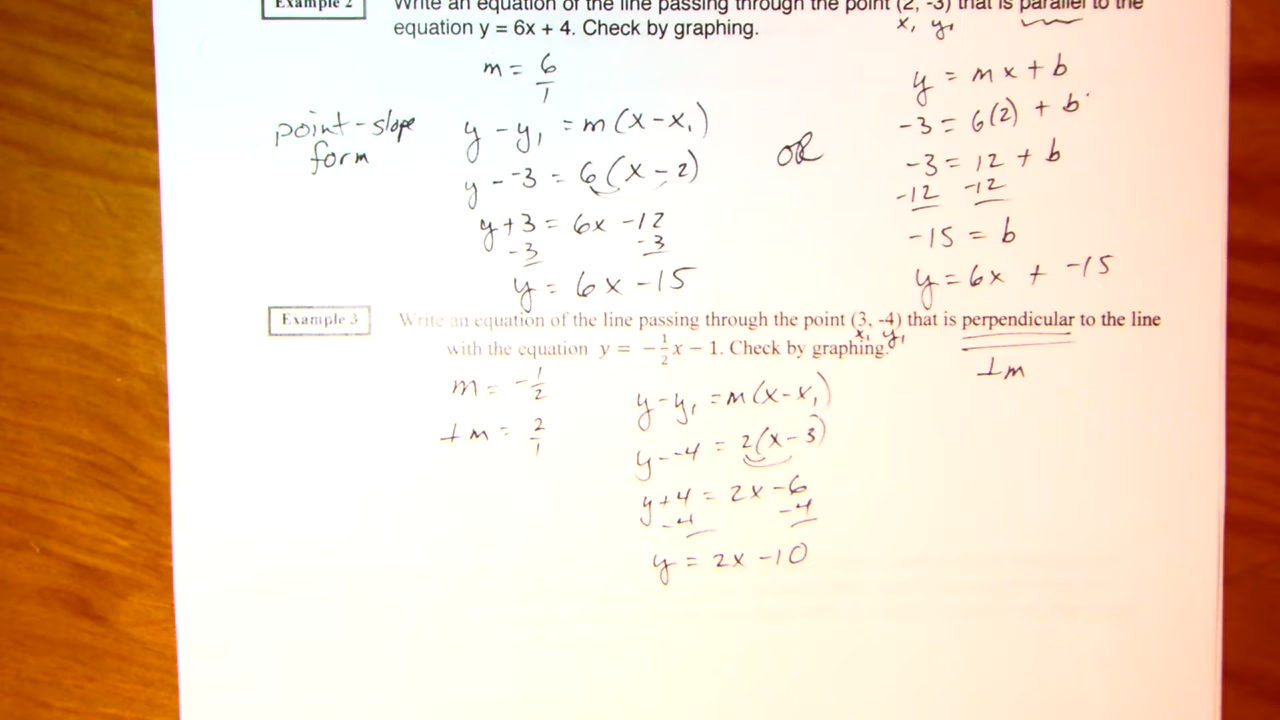 Example 2 Write an equation of the line passing through the point (2, -3) that is parallel to the
equation y = 6x + 4. Check by graphing.
x₁ y₁
m = 6/1
point-slope form
y - y₁ = m(x - x₁)
y - -3 = 6(x - 2)
y + 3 = 6x - 12
-3 -3
y = 6x - 15
OR
y = mx + b
-3 = 6(2) + b
-3 = 12 + b
-12 -12
-15 = b
y = 6x + -15
Example 3 Write an equation of the line passing through the point (3, -4) that is perpendicular to the line
with the equation y = -1/2x - 1. Check by graphing.
x₁ y₁
⊥m
m = -1/2
⊥m = 2/1
y - y₁ = m(x - x₁)
y - -4 = 2(x - 3)
y + 4 = 2x - 6
-4 -4
y = 2x - 10